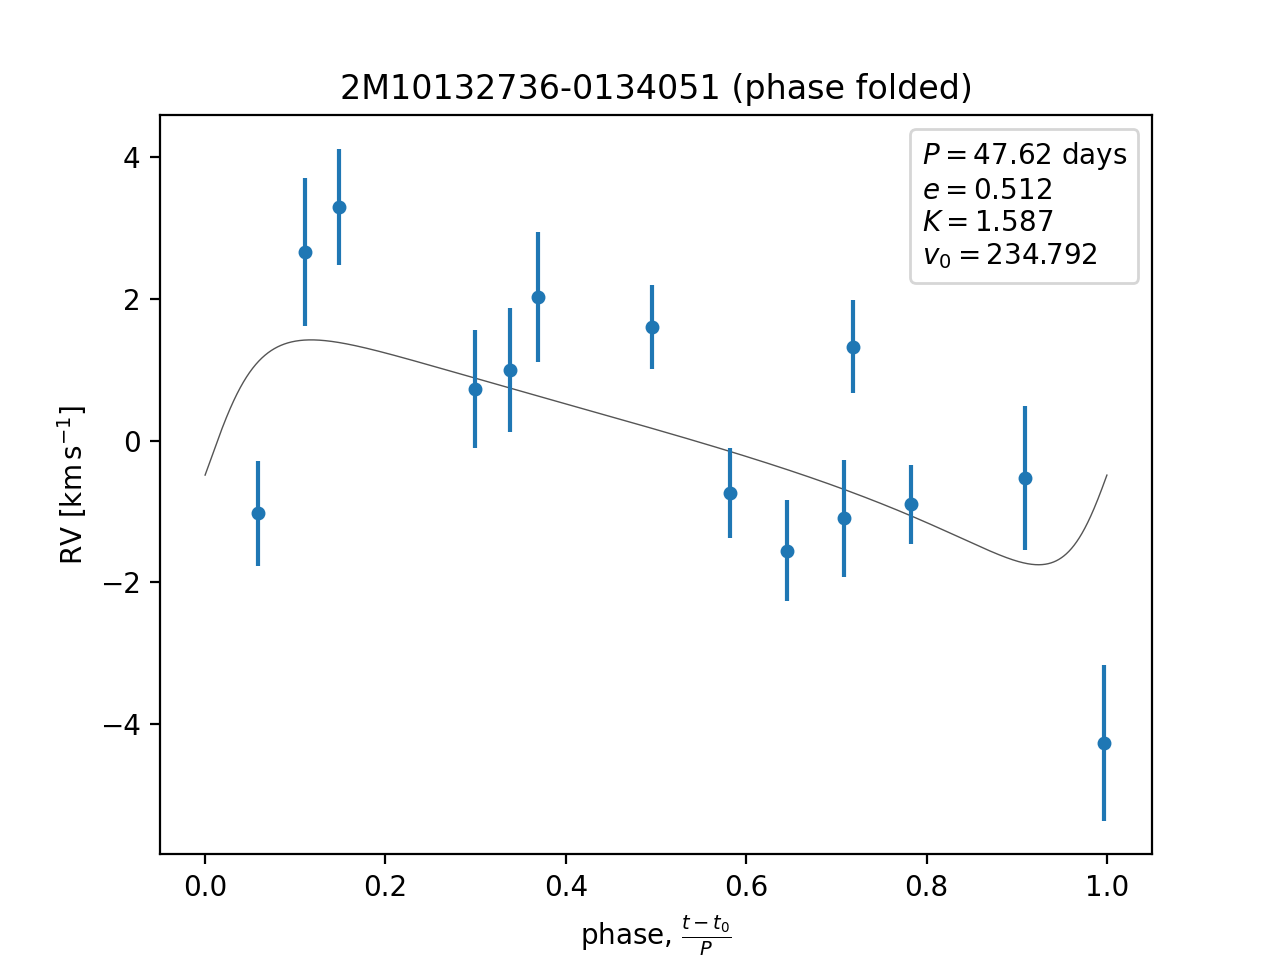 2M10132736-0134051 (phase folded)
P = 47.62 days
e = 0.512
K = 1.587
v₀ = 234.792
4
2
0
−2
−4
RV [km s⁻¹]
0.0 0.2 0.4 0.6 0.8 1.0
phase, (t − t₀)/P